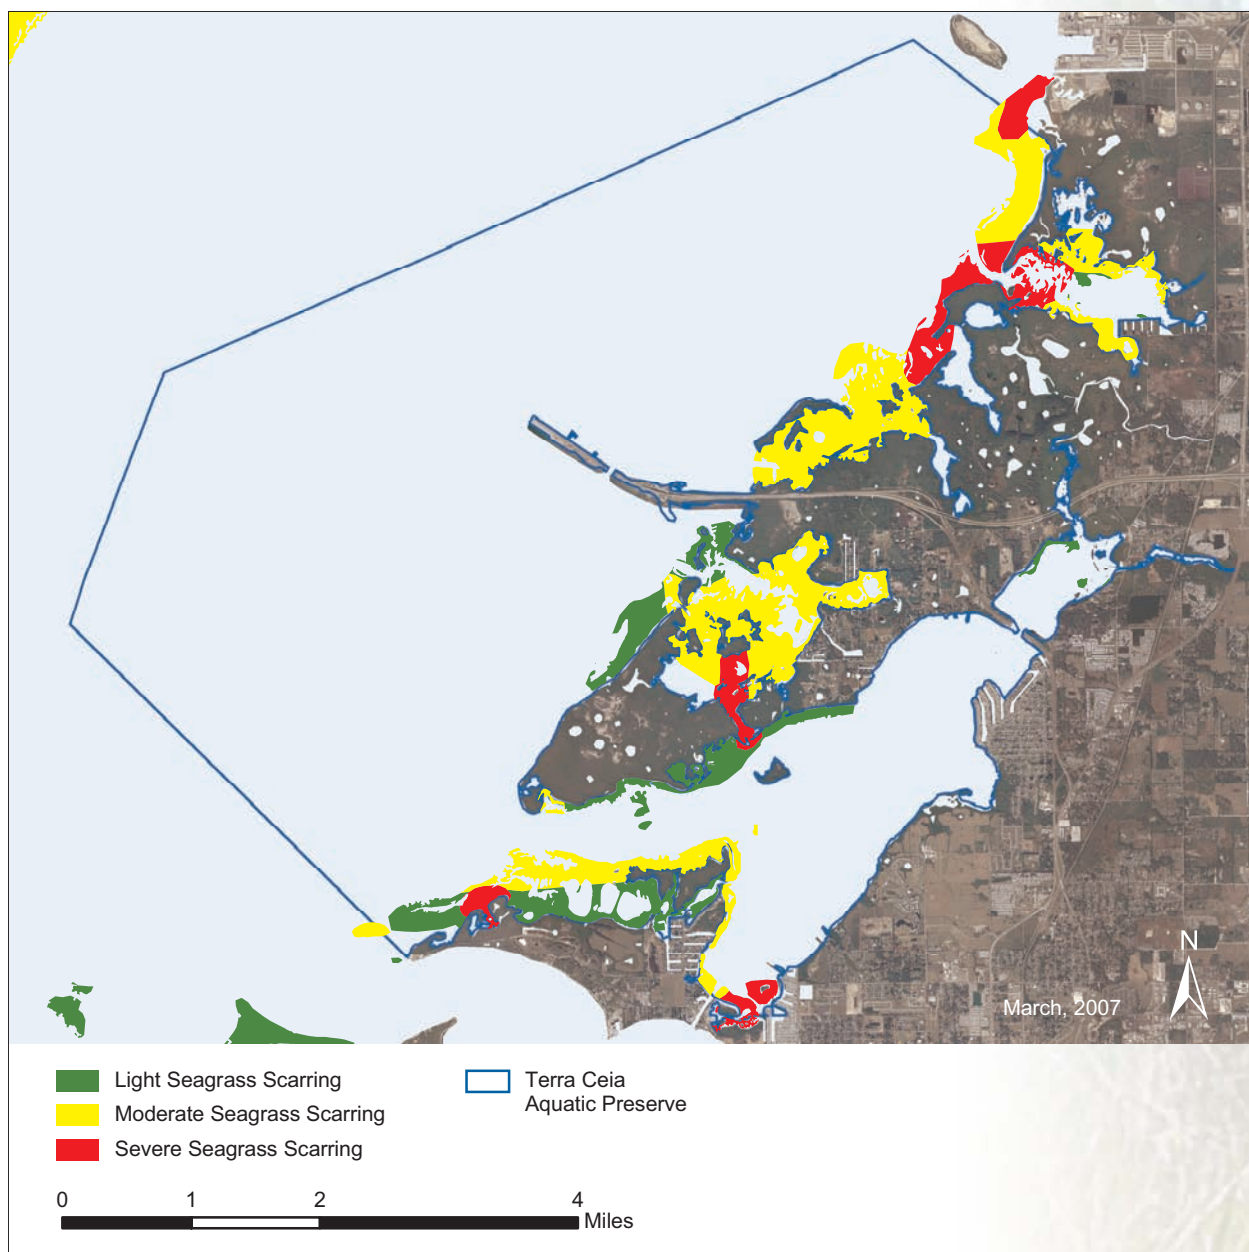 N
March, 2007
Light Seagrass Scarring
Moderate Seagrass Scarring
Severe Seagrass Scarring
Terra Ceia
Aquatic Preserve
0 1 2 4
Miles